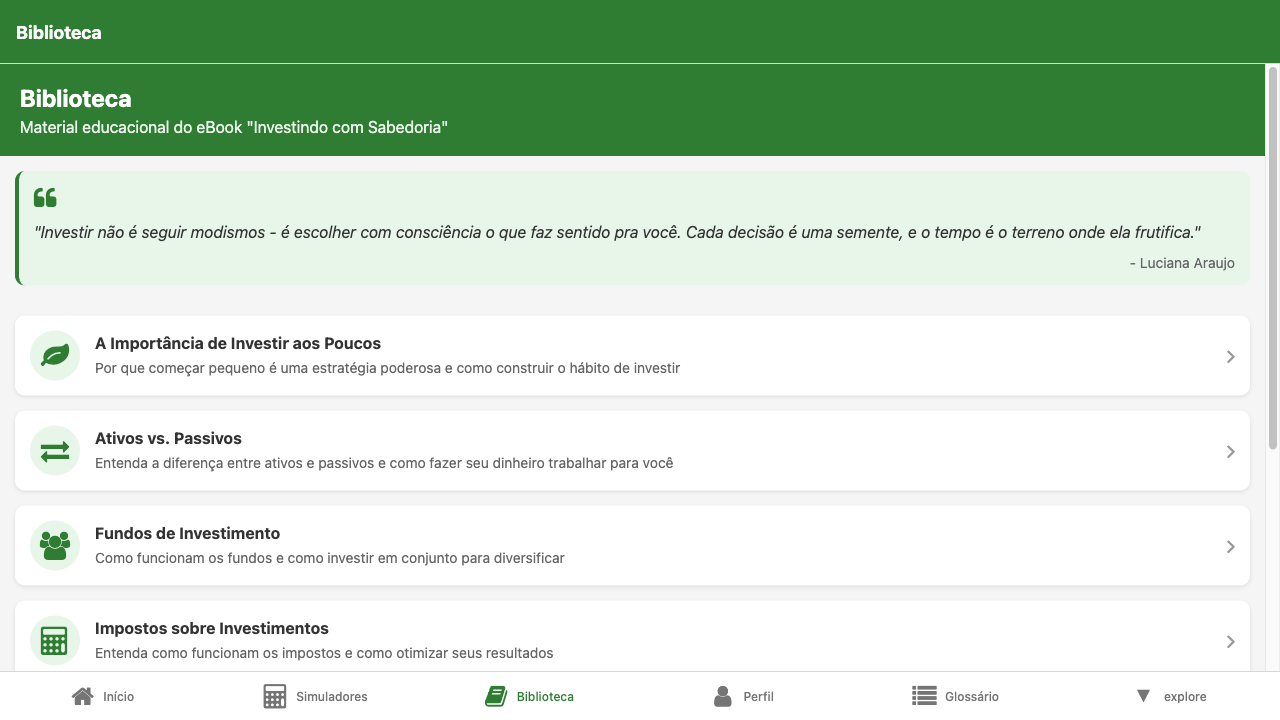 Biblioteca
Biblioteca
Material educacional do eBook "Investindo com Sabedoria"
"Investir não é seguir modismos - é escolher com consciência o que faz sentido pra você. Cada decisão é uma semente, e o tempo é o terreno onde ela frutifica."
- Luciana Araujo
A Importância de Investir aos Poucos
Por que começar pequeno é uma estratégia poderosa e como construir o hábito de investir
Ativos vs. Passivos
Entenda a diferença entre ativos e passivos e como fazer seu dinheiro trabalhar para você
Fundos de Investimento
Como funcionam os fundos e como investir em conjunto para diversificar
Impostos sobre Investimentos
Entenda como funcionam os impostos e como otimizar seus resultados
Início Simuladores Biblioteca Perfil Glossário explore